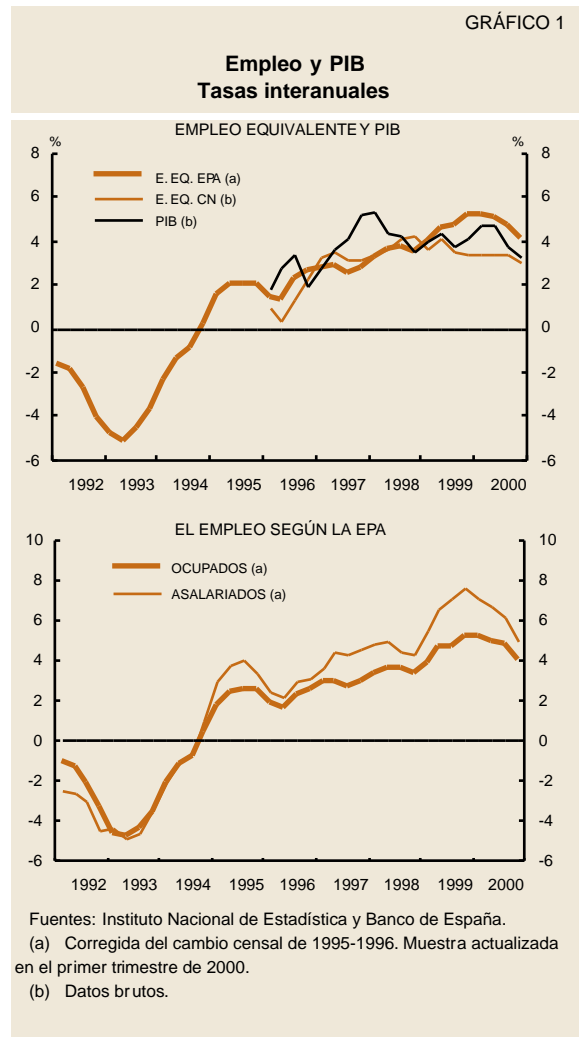 GRÁFICO 1
Empleo y PIB
Tasas interanuales
EMPLEO EQUIVALENTE Y PIB
% %
8 8
E. EQ. EPA (a)
6 6
E. EQ. CN (b)
PIB (b)
4 4
2 2
0 0
-2 -2
-4 -4
-6 -6
1992 1993 1994 1995 1996 1997 1998 1999 2000
EL EMPLEO SEGÚN LA EPA
10 10
OCUPADOS (a)
8 8
ASALARIADOS (a)
6 6
4 4
2 2
0 0
-2 -2
-4 -4
-6 -6
1992 1993 1994 1995 1996 1997 1998 1999 2000
Fuentes: Instituto Nacional de Estadística y Banco de España.
(a) Corregida del cambio censal de 1995-1996. Muestra actualizada
en el primer trimestre de 2000.
(b) Datos brutos.